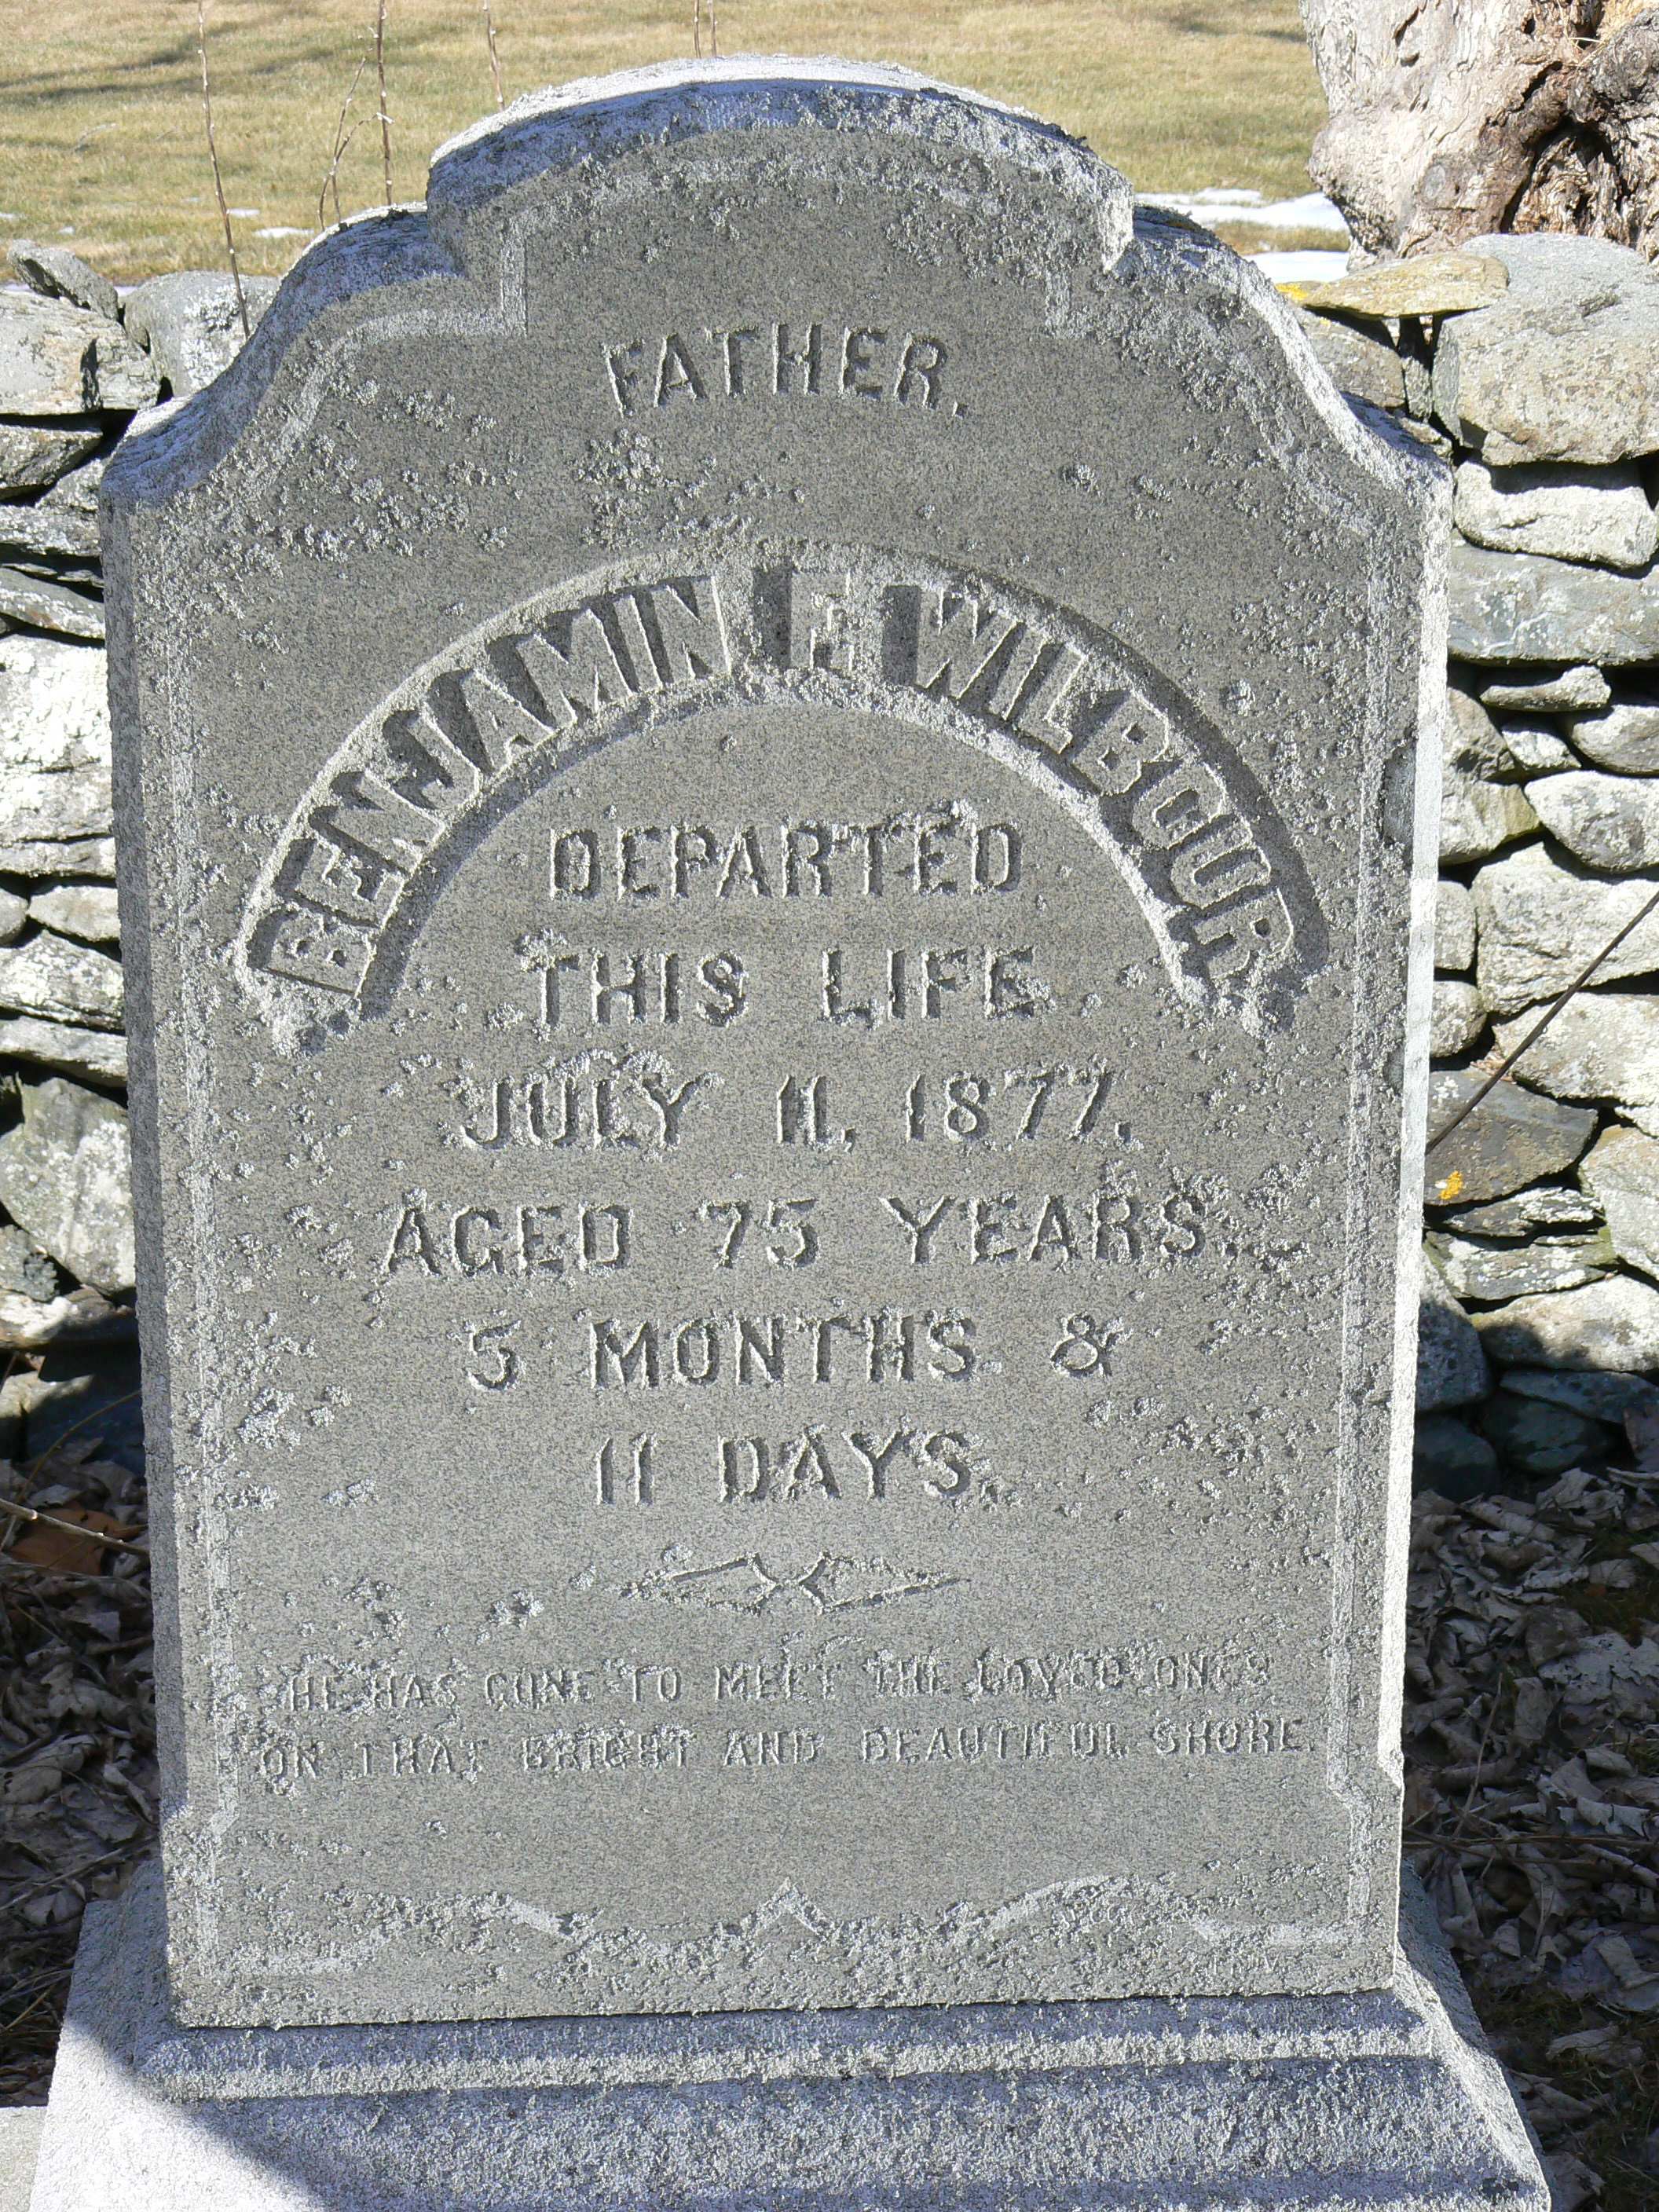 FATHER.
BENJAMIN F WILBOUR
DEPARTED
THIS LIFE
JULY 11, 1877.
AGED 75 YEARS.
5 MONTHS &
11 DAYS.
HE HAS GONE TO MEET THE LOVED ONES
ON THAT BRIGHT AND BEAUTIFUL SHORE.